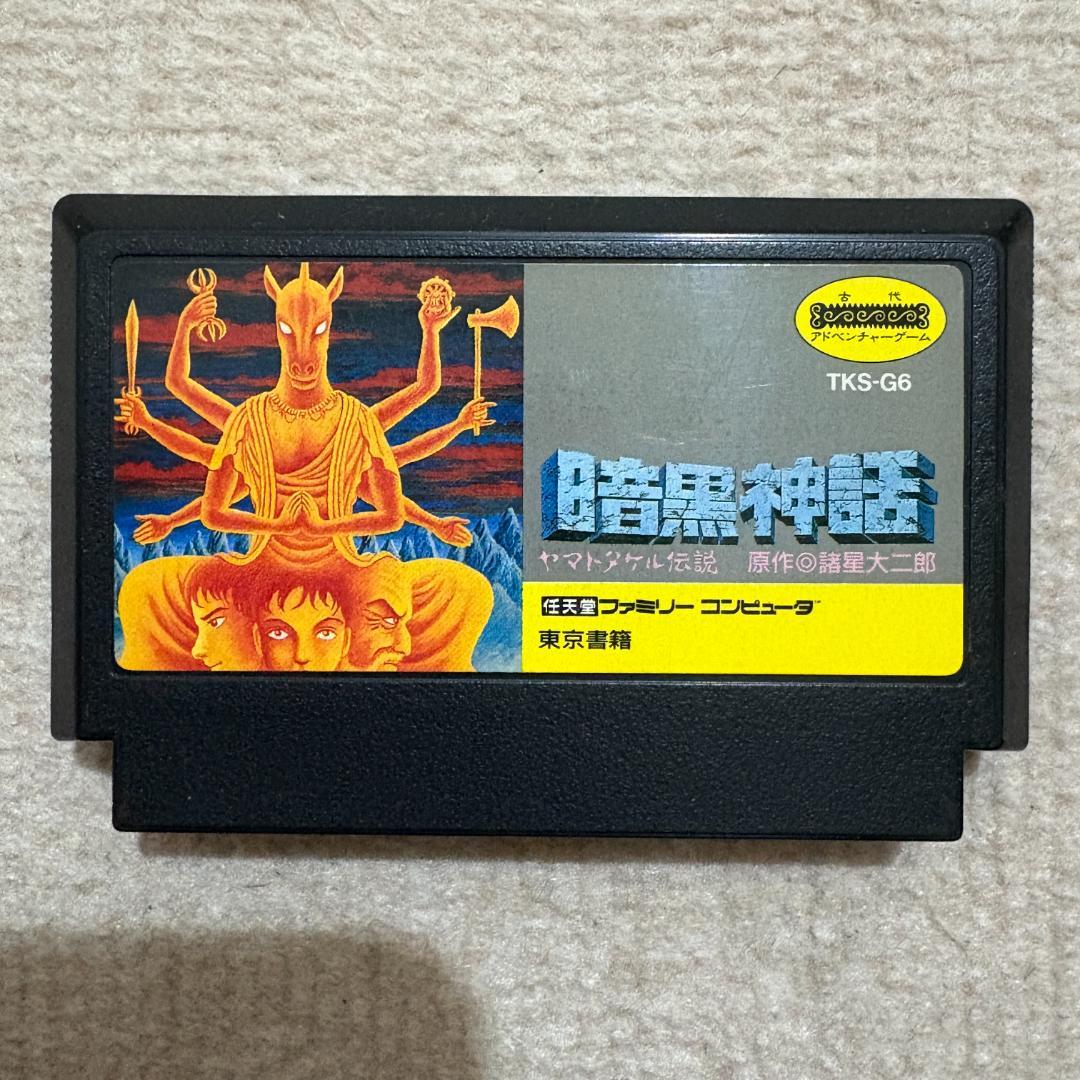 古代
アドベンチャーゲーム
TKS-G6
暗黒神話
ヤマトタケル伝説 原作◎諸星大二郎
任天堂ファミリーコンピュータ™
東京書籍